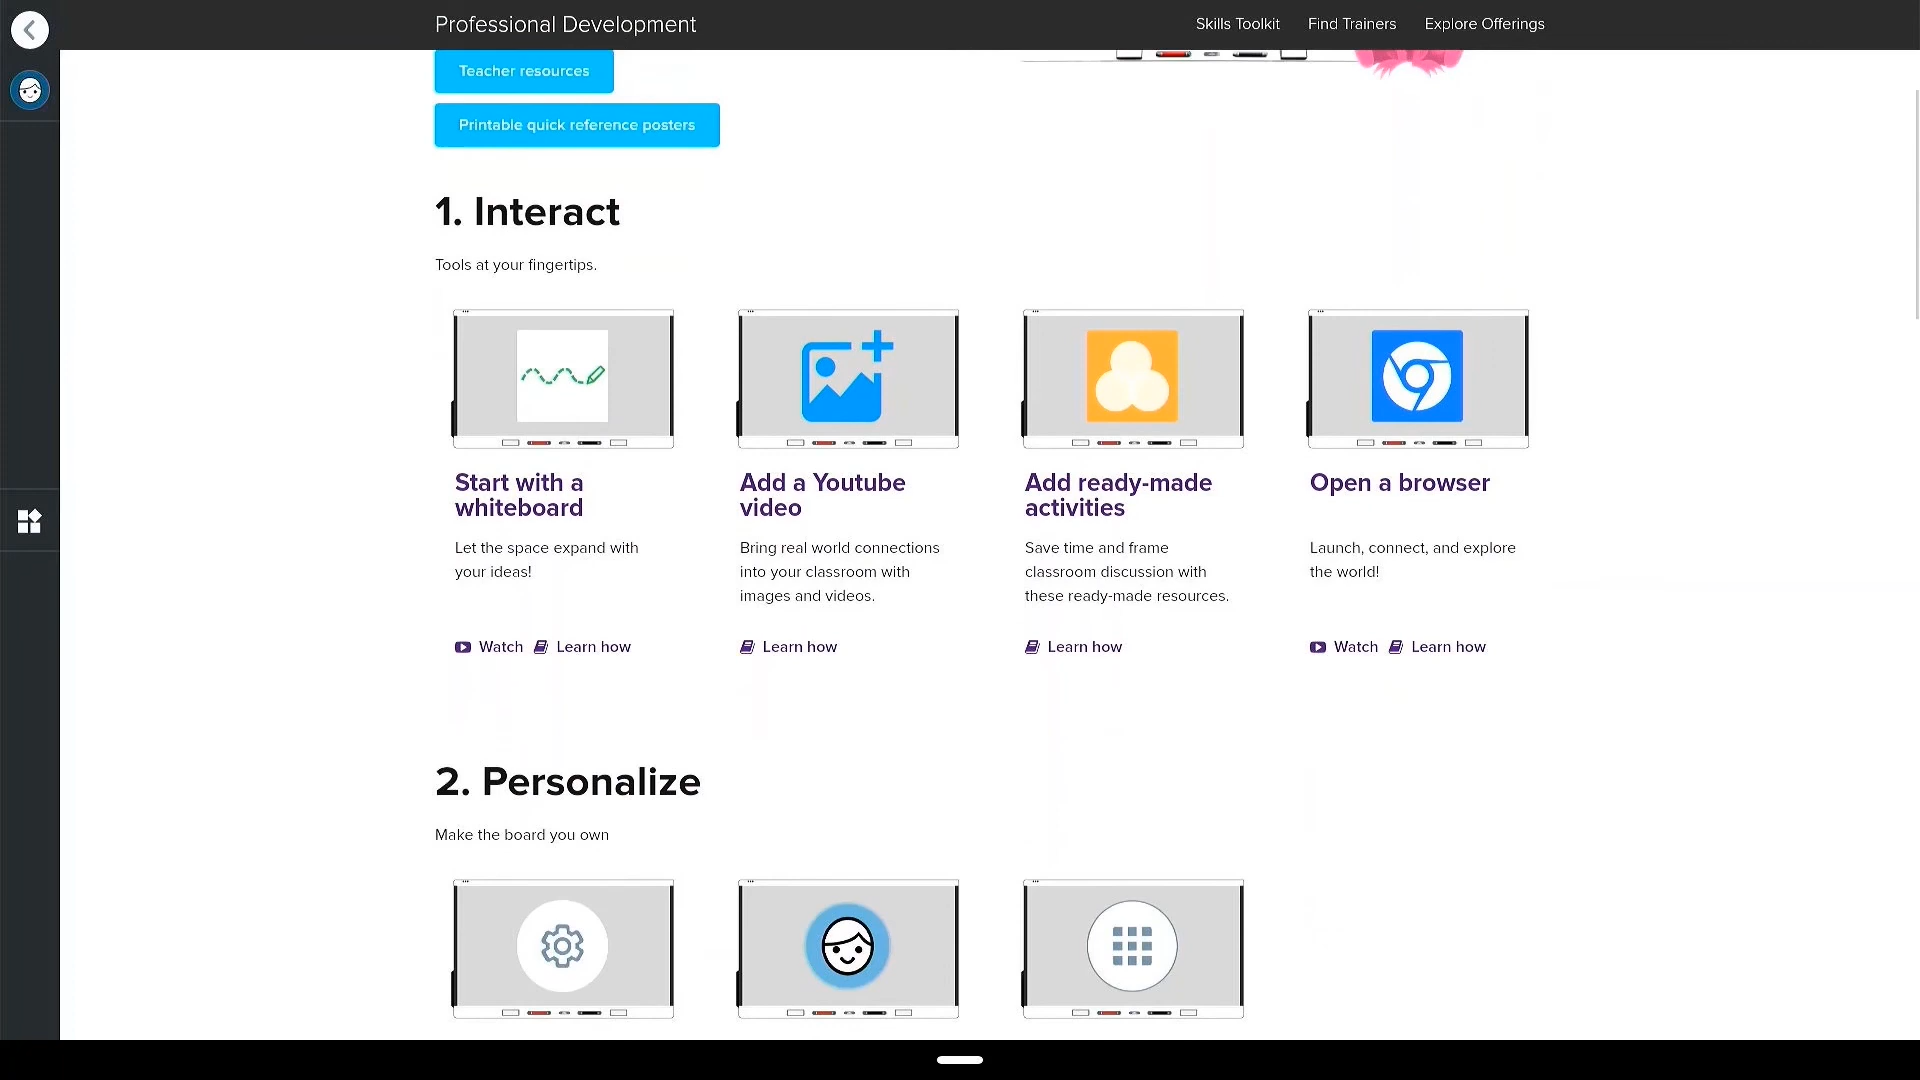 Professional Development
Skills Toolkit Find Trainers Explore Offerings
Teacher resources
Printable quick reference posters
1. Interact
Tools at your fingertips.
Start with a
whiteboard
Let the space expand with
your ideas!
Watch Learn how
Add a Youtube
video
Bring real world connections
into your classroom with
images and videos.
Learn how
Add ready-made
activities
Save time and frame
classroom discussion with
these ready-made resources.
Learn how
Open a browser
Launch, connect, and explore
the world!
Watch Learn how
2. Personalize
Make the board you own